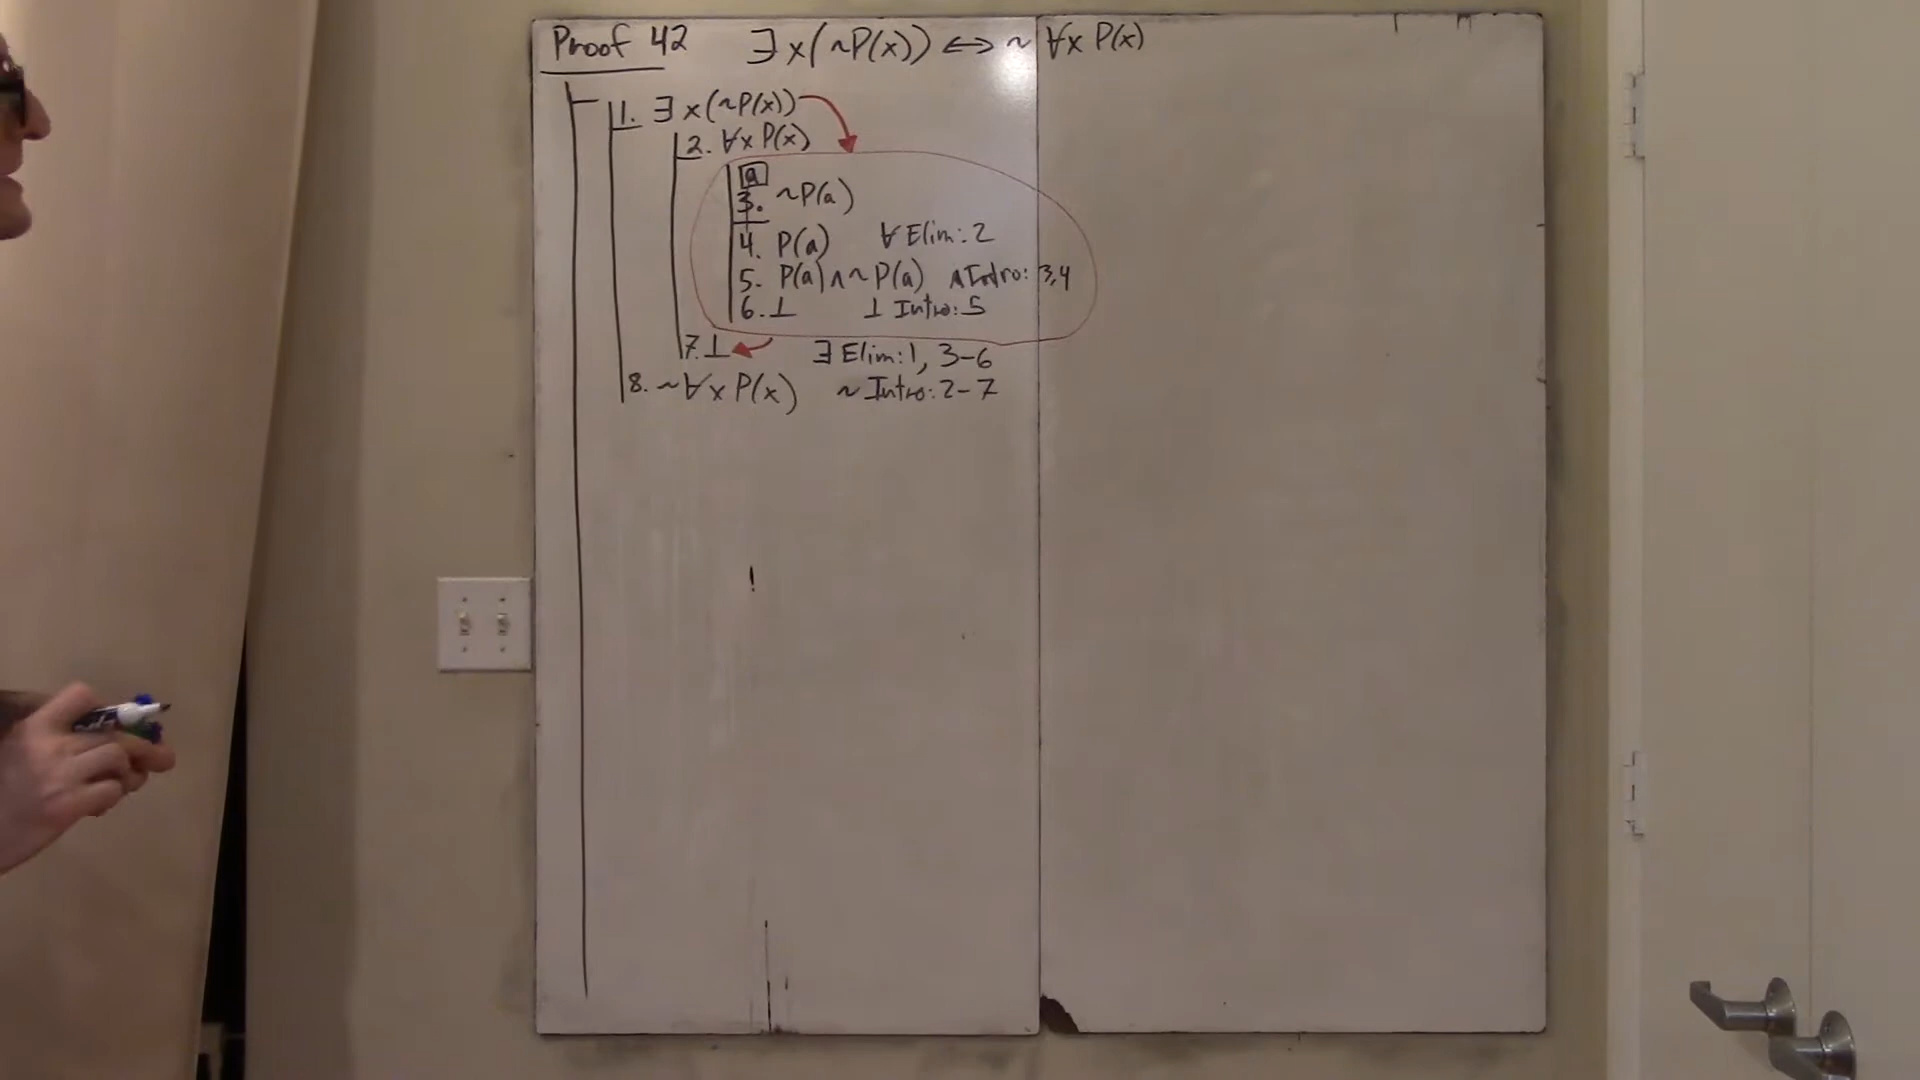 Proof 42 ∃x(~P(x)) ↔ ~∀x P(x)
1. ∃x(~P(x))
2. ∀x P(x)
a
3. ~P(a)
4. P(a) ∀ Elim: 2
5. P(a) ∧ ~P(a) ∧ Intro: 3,4
6. ⊥ ⊥ Intro: 5
7. ⊥ ∃ Elim: 1, 3-6
8. ~∀x P(x) ~ Intro: 2-7